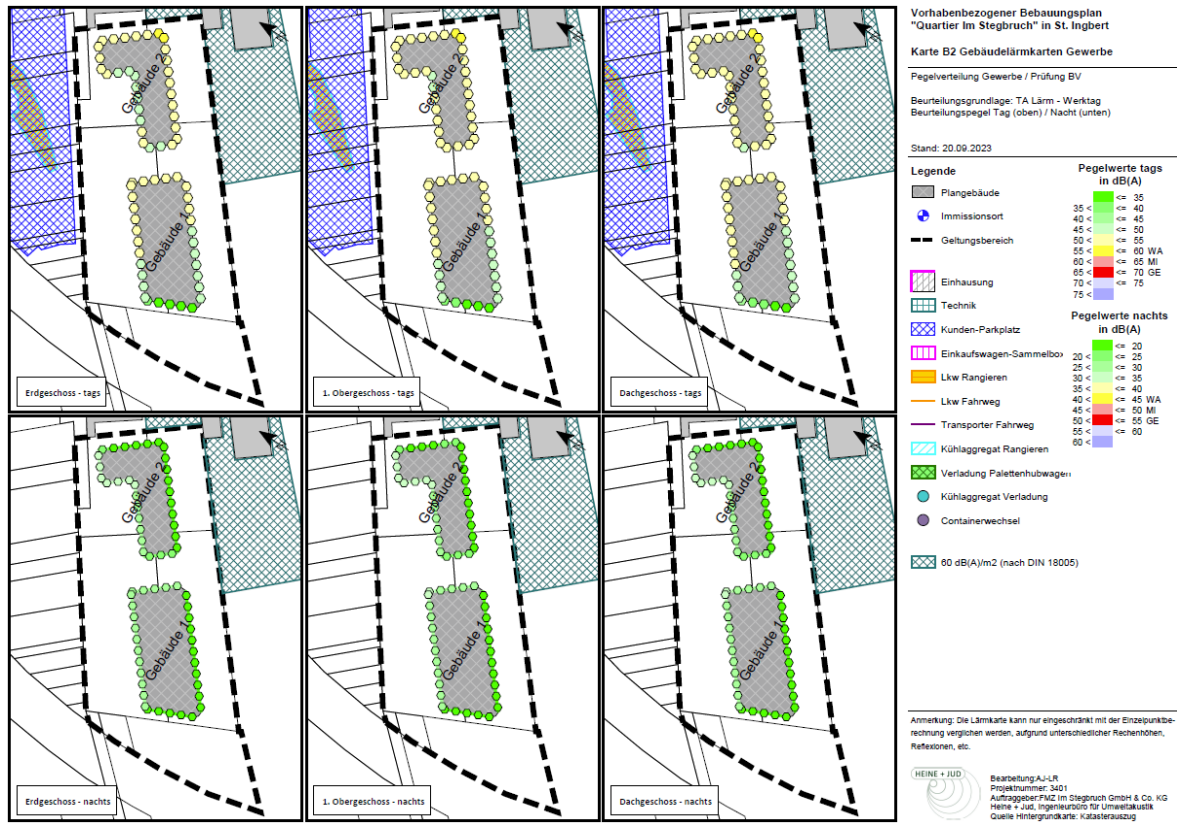 Gebäude 2
Gebäude 1
Erdgeschoss - tags
Gebäude 2
Gebäude 1
1. Obergeschoss - tags
Gebäude 2
Gebäude 1
Dachgeschoss - tags
Gebäude 2
Gebäude 1
Erdgeschoss - nachts
Gebäude 2
Gebäude 1
1. Obergeschoss - nachts
Gebäude 2
Gebäude 1
Dachgeschoss - nachts
Vorhabenbezogener Bebauungsplan
"Quartier Im Stegbruch" in St. Ingbert
Karte B2 Gebäudelärmkarten Gewerbe
Pegelverteilung Gewerbe / Prüfung BV
Beurteilungsgrundlage: TA Lärm - Werktag
Beurteilungspegel Tag (oben) / Nacht (unten)
Stand: 20.09.2023
Legende
Plangebäude
Immissionsort
Geltungsbereich
Einhausung
Technik
Kunden-Parkplatz
Einkaufswagen-Sammelbox
Lkw Rangieren
Lkw Fahrweg
Transporter Fahrweg
Kühlaggregat Rangieren
Verladung Palettenhubwagen
Kühlaggregat Verladung
Containerwechsel
60 dB(A)/m2 (nach DIN 18005)
Pegelwerte tags
in dB(A)
<= 35
35 < <= 40
40 < <= 45
45 < <= 50
50 < <= 55
55 < <= 60 WA
60 < <= 65 MI
65 < <= 70 GE
70 < <= 75
75 <
Pegelwerte nachts
in dB(A)
<= 20
20 < <= 25
25 < <= 30
30 < <= 35
35 < <= 40
40 < <= 45 WA
45 < <= 50 MI
50 < <= 55 GE
55 < <= 60
60 <
Anmerkung: Die Lärmkarte kann nur eingeschränkt mit der Einzelpunktbe-
rechnung verglichen werden, aufgrund unterschiedlicher Rechenhöhen,
Reflexionen, etc.
HEINE + JUD
Bearbeitung:AJ-LR
Projektnummer: 3401
Auftraggeber:FMZ Im Stegbruch GmbH & Co. KG
Heine + Jud, Ingenieurbüro für Umweltakustik
Quelle Hintergrundkarte: Katasterauszug